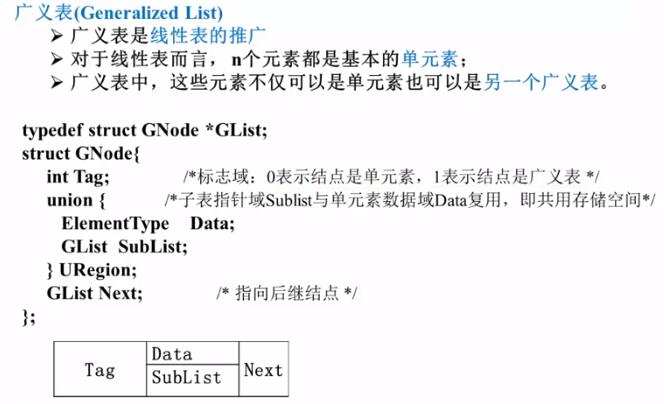 广义表(Generalized List)
➢ 广义表是线性表的推广
➢ 对于线性表而言，n个元素都是基本的单元素；
➢ 广义表中，这些元素不仅可以是单元素也可以是另一个广义表。
typedef struct GNode *GList;
struct GNode{
int Tag; /*标志域：0表示结点是单元素，1表示结点是广义表 */
union { /*子表指针域Sublist与单元素数据域Data复用，即共用存储空间*/
ElementType Data;
GList SubList;
} URegion;
GList Next; /* 指向后继结点 */
};
Tag Data SubList Next